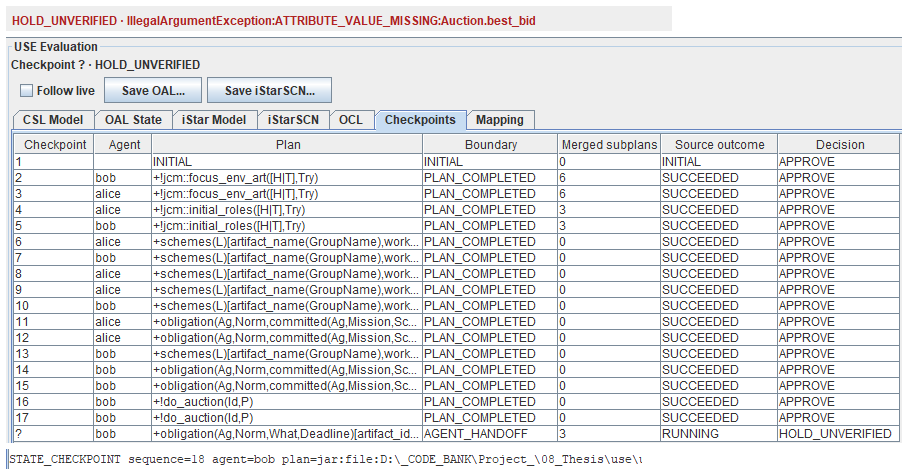 HOLD_UNVERIFIED · IllegalArgumentException:ATTRIBUTE_VALUE_MISSING:Auction.best_bid
USE Evaluation
Checkpoint ? · HOLD_UNVERIFIED
Follow live Save OAL... Save iStarSCN...
CSL Model OAL State iStar Model iStarSCN OCL Checkpoints Mapping
Checkpoint Agent Plan Boundary Merged subplans Source outcome Decision
1 INITIAL INITIAL 0 INITIAL APPROVE
2 bob +!jcm::focus_env_art([H|T],Try) PLAN_COMPLETED 6 SUCCEEDED APPROVE
3 alice +!jcm::focus_env_art([H|T],Try) PLAN_COMPLETED 6 SUCCEEDED APPROVE
4 alice +!jcm::initial_roles([H|T],Try) PLAN_COMPLETED 3 SUCCEEDED APPROVE
5 bob +!jcm::initial_roles([H|T],Try) PLAN_COMPLETED 3 SUCCEEDED APPROVE
6 alice +schemes(L)[artifact_name(GroupName),work... PLAN_COMPLETED 0 SUCCEEDED APPROVE
7 bob +schemes(L)[artifact_name(GroupName),work... PLAN_COMPLETED 0 SUCCEEDED APPROVE
8 alice +schemes(L)[artifact_name(GroupName),work... PLAN_COMPLETED 0 SUCCEEDED APPROVE
9 alice +schemes(L)[artifact_name(GroupName),work... PLAN_COMPLETED 0 SUCCEEDED APPROVE
10 bob +schemes(L)[artifact_name(GroupName),work... PLAN_COMPLETED 0 SUCCEEDED APPROVE
11 alice +obligation(Ag,Norm,committed(Ag,Mission,Sc... PLAN_COMPLETED 0 SUCCEEDED APPROVE
12 alice +obligation(Ag,Norm,committed(Ag,Mission,Sc... PLAN_COMPLETED 0 SUCCEEDED APPROVE
13 bob +schemes(L)[artifact_name(GroupName),work... PLAN_COMPLETED 0 SUCCEEDED APPROVE
14 bob +obligation(Ag,Norm,committed(Ag,Mission,Sc... PLAN_COMPLETED 0 SUCCEEDED APPROVE
15 bob +obligation(Ag,Norm,committed(Ag,Mission,Sc... PLAN_COMPLETED 0 SUCCEEDED APPROVE
16 bob +!do_auction(Id,P) PLAN_COMPLETED 0 SUCCEEDED APPROVE
17 bob +!do_auction(Id,P) PLAN_COMPLETED 0 SUCCEEDED APPROVE
? bob +obligation(Ag,Norm,What,Deadline)[artifact_id... AGENT_HANDOFF 3 RUNNING HOLD_UNVERIFIED
STATE_CHECKPOINT sequence=18 agent=bob plan=jar:file:D:\_CODE_BANK\Project_\08_Thesis\use\